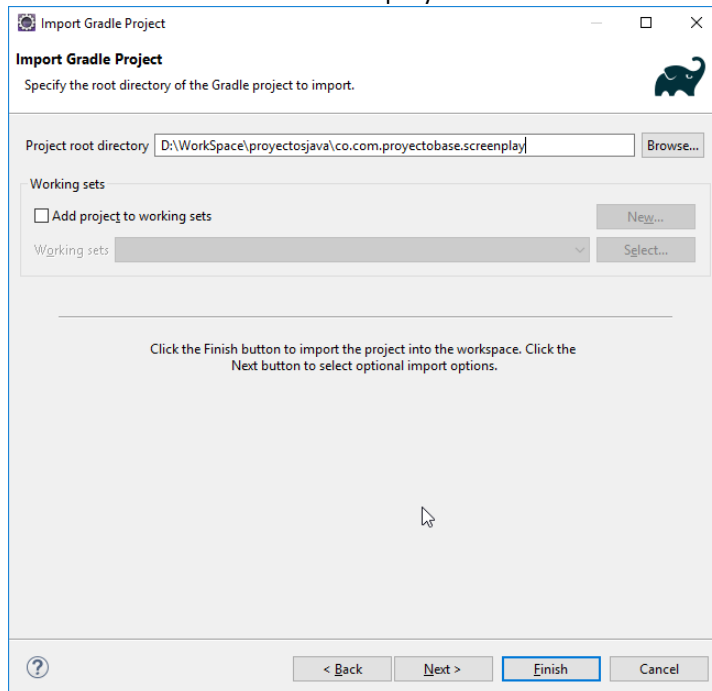 Import Gradle Project
Import Gradle Project
Specify the root directory of the Gradle project to import.
Project root directory D:\WorkSpace\proyectosjava\co.com.proyectobase.screenplay Browse...
Working sets
Add project to working sets New...
Working sets Select...
Click the Finish button to import the project into the workspace. Click the
Next button to select optional import options.
? < Back Next > Finish Cancel